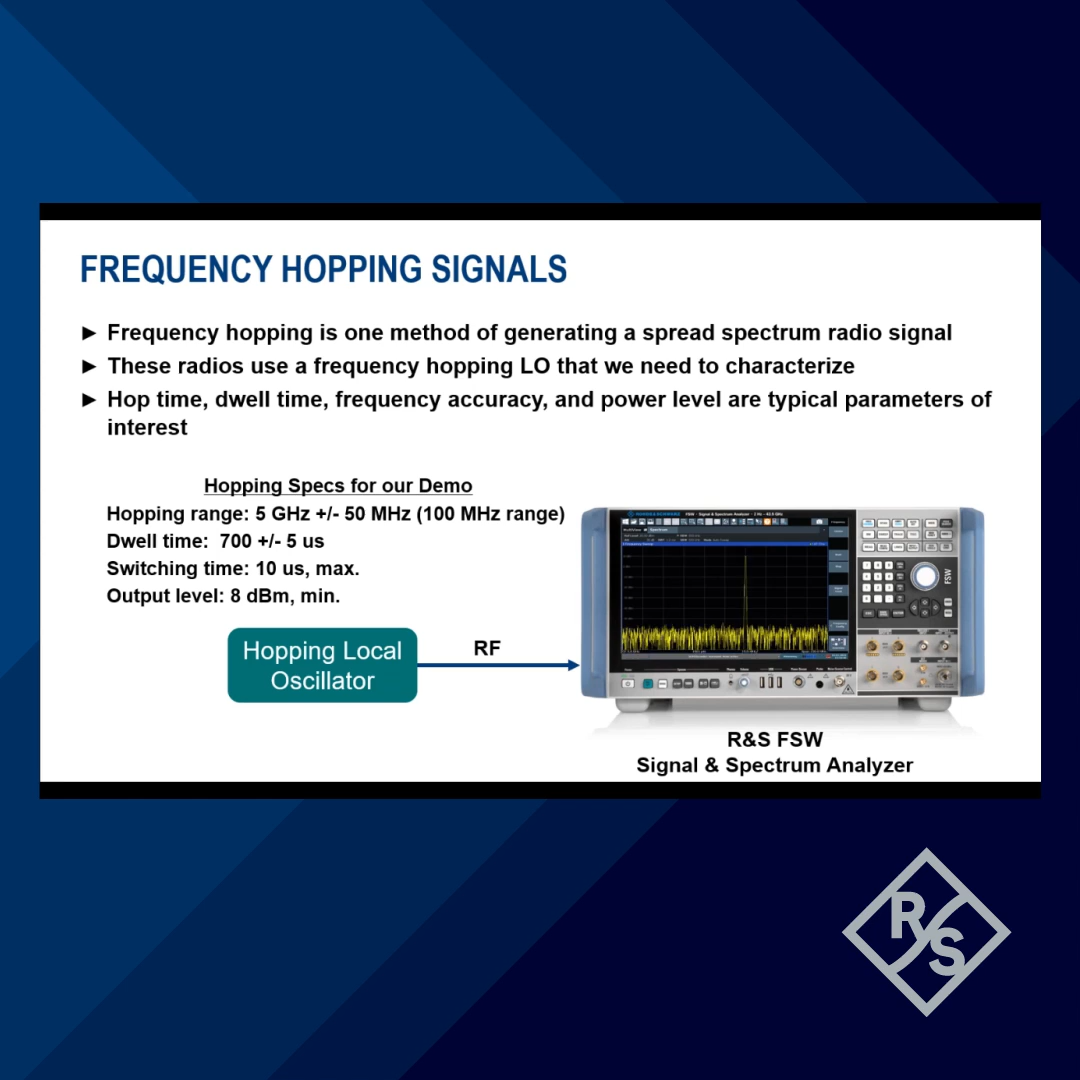 FREQUENCY HOPPING SIGNALS
► Frequency hopping is one method of generating a spread spectrum radio signal
► These radios use a frequency hopping LO that we need to characterize
► Hop time, dwell time, frequency accuracy, and power level are typical parameters of
interest
Hopping Specs for our Demo
Hopping range: 5 GHz +/- 50 MHz (100 MHz range)
Dwell time:  700 +/- 5 us
Switching time: 10 us, max.
Output level: 8 dBm, min.
Hopping Local
Oscillator
RF
FSW
R&S FSW
Signal & Spectrum Analyzer
R S